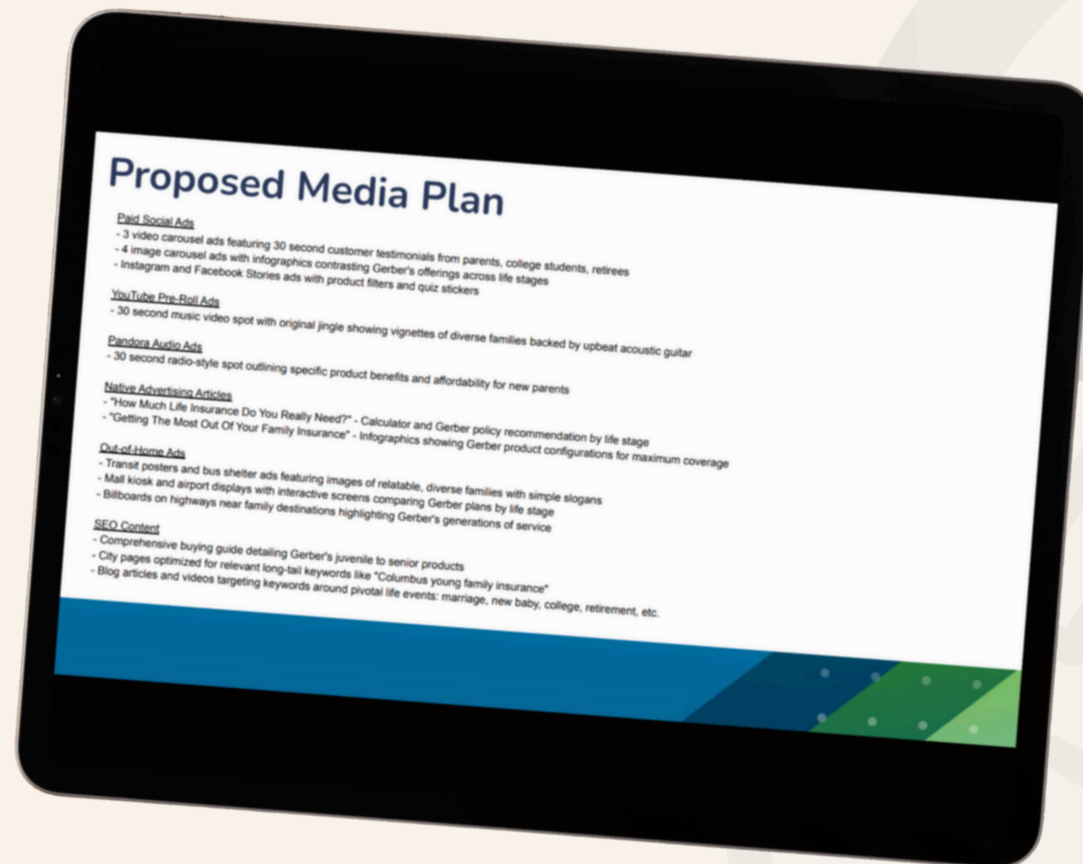 Proposed Media Plan
Paid Social Ads
- 3 video carousel ads featuring 30 second customer testimonials from parents, college students, retirees
- 4 image carousel ads with infographics contrasting Gerber's offerings across life stages
- Instagram and Facebook Stories ads with product filters and quiz stickers
YouTube Pre-Roll Ads
- 30 second music video spot with original jingle showing vignettes of diverse families backed by upbeat acoustic guitar
Pandora Audio Ads
- 30 second radio-style spot outlining specific product benefits and affordability for new parents
Native Advertising Articles
- "How Much Life Insurance Do You Really Need?" - Calculator and Gerber policy recommendation by life stage
- "Getting The Most Out Of Your Family Insurance" - Infographics showing Gerber product configurations for maximum coverage
Out-of-Home Ads
- Transit posters and bus shelter ads featuring images of relatable, diverse families with simple slogans
- Mall kiosk and airport displays with interactive screens comparing Gerber plans by life stage
- Billboards on highways near family destinations highlighting Gerber's generations of service
SEO Content
- Comprehensive buying guide detailing Gerber's juvenile to senior products
- City pages optimized for relevant long-tail keywords like "Columbus young family insurance"
- Blog articles and videos targeting keywords around pivotal life events: marriage, new baby, college, retirement, etc.